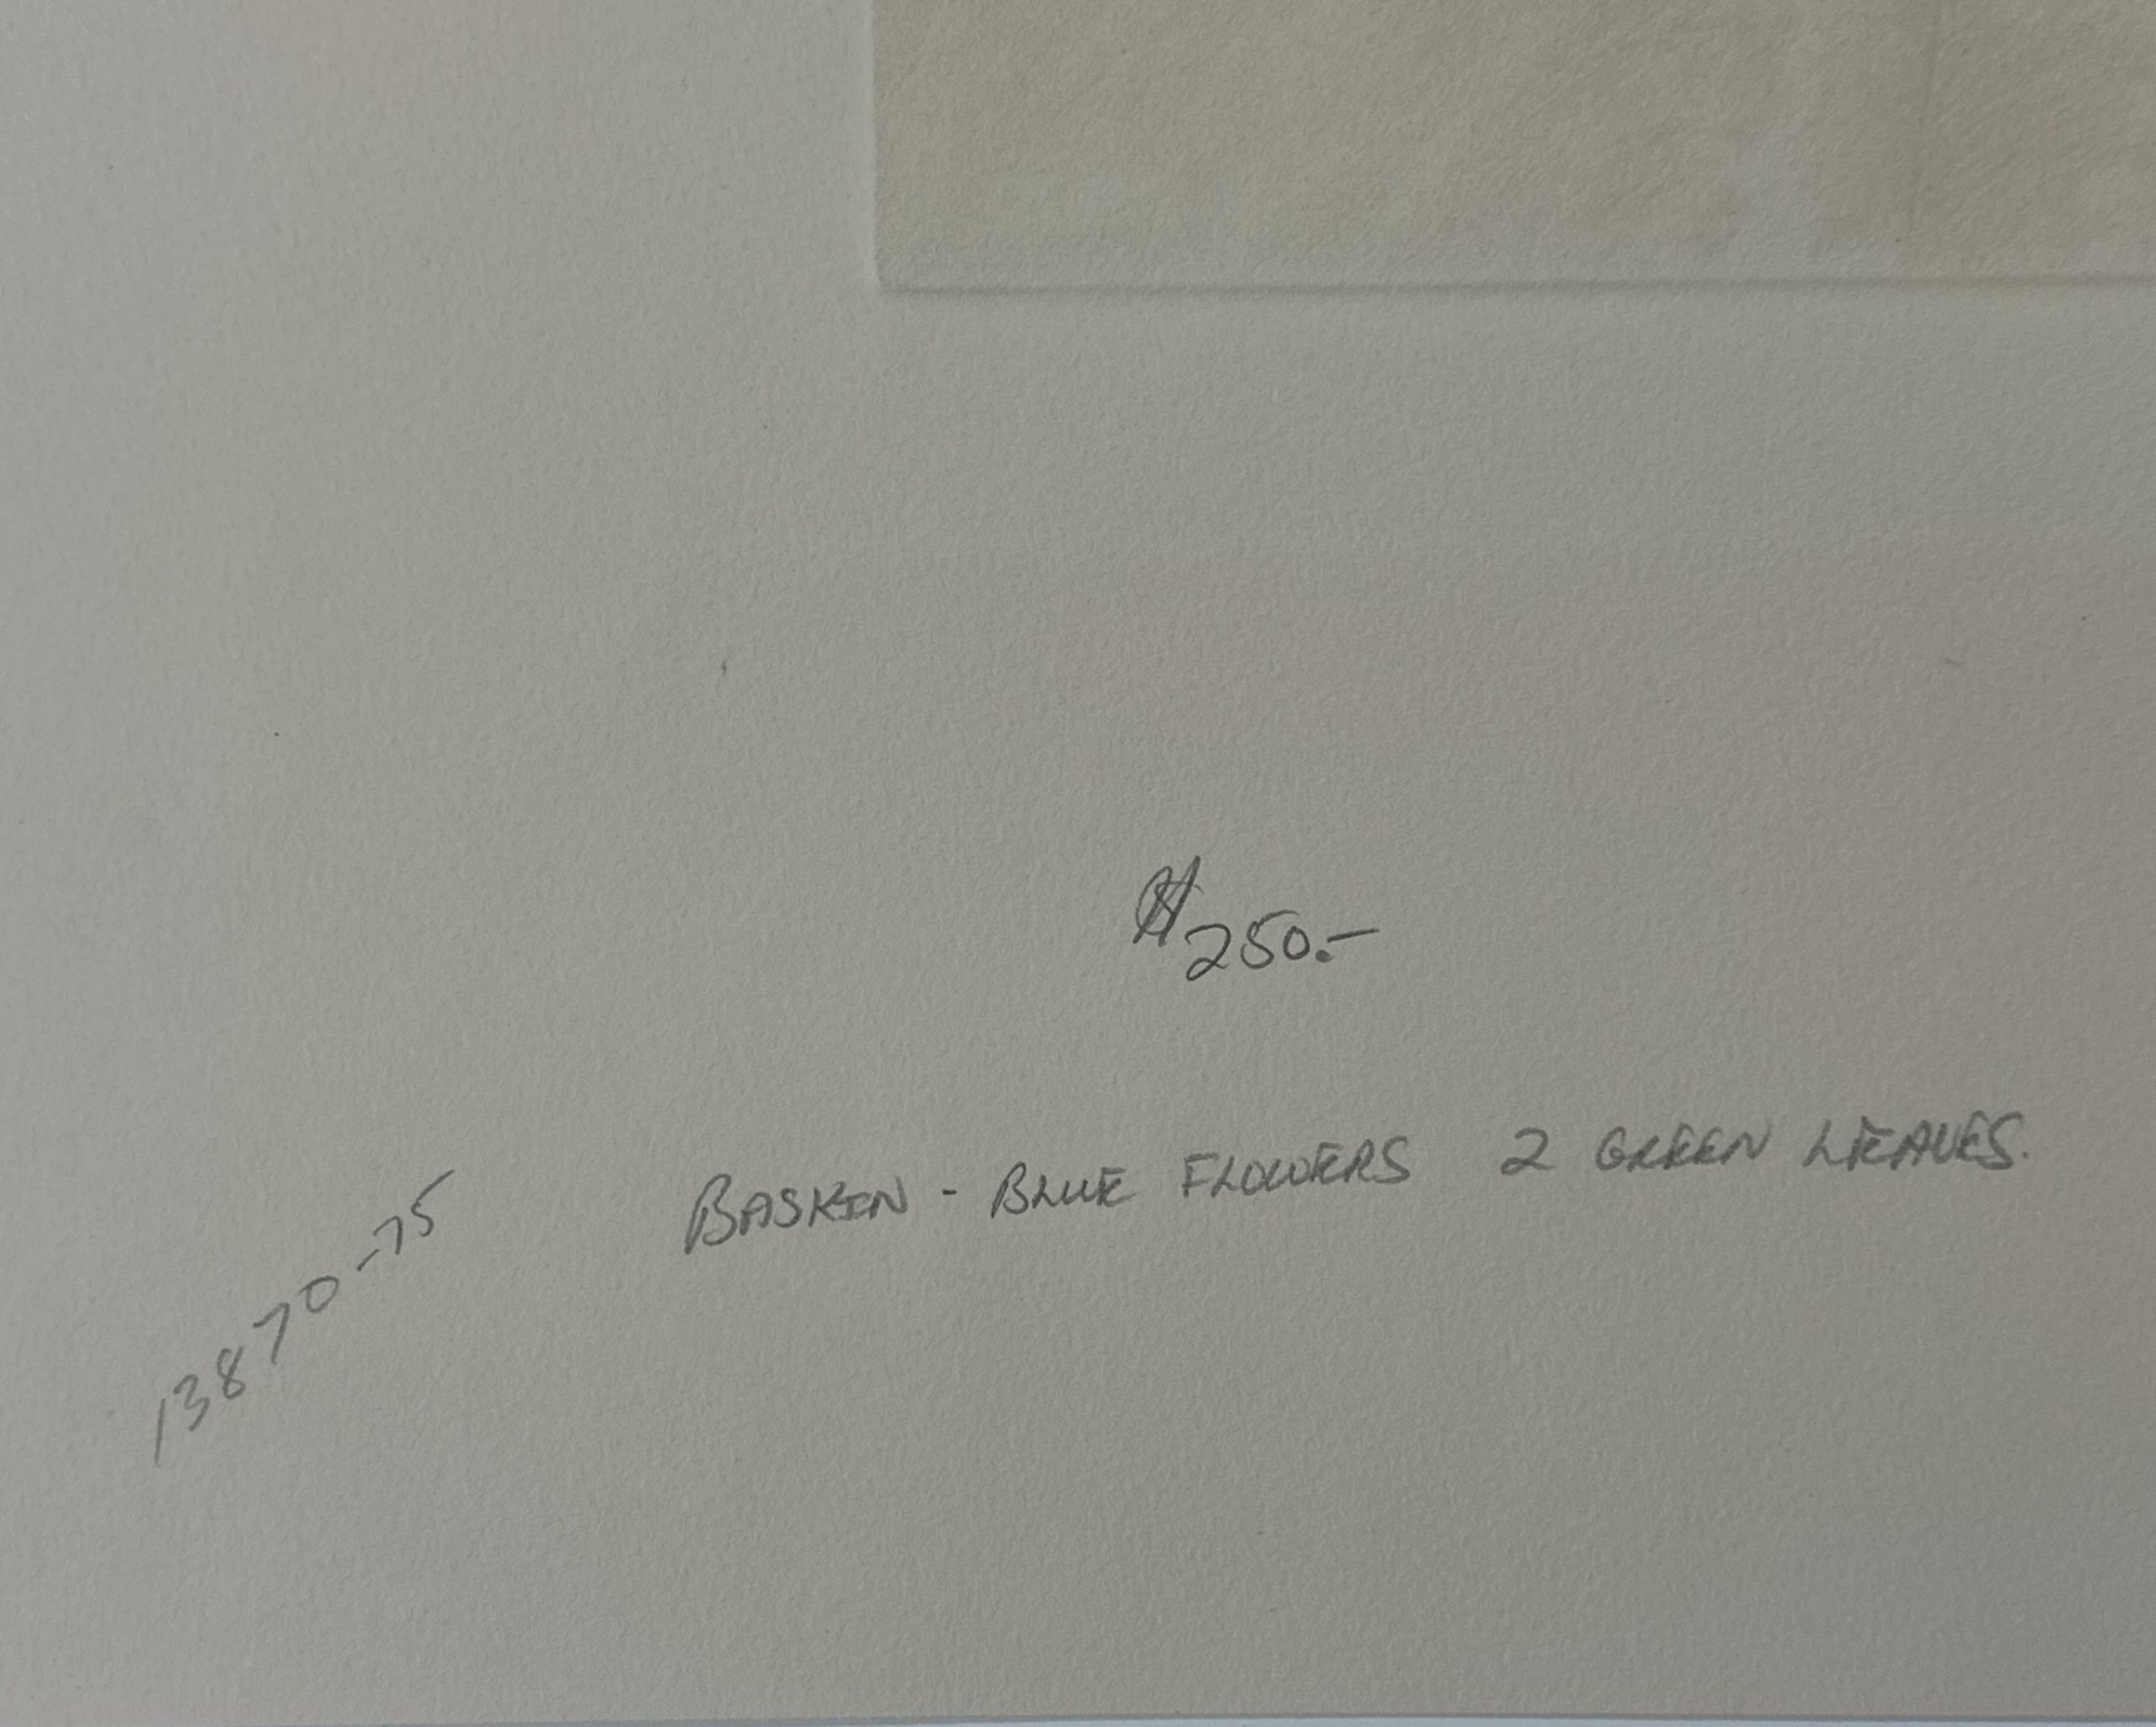 $250.-
BASKIN - BLUE FLOWERS 2 GREEN LEAVES.
13870-75